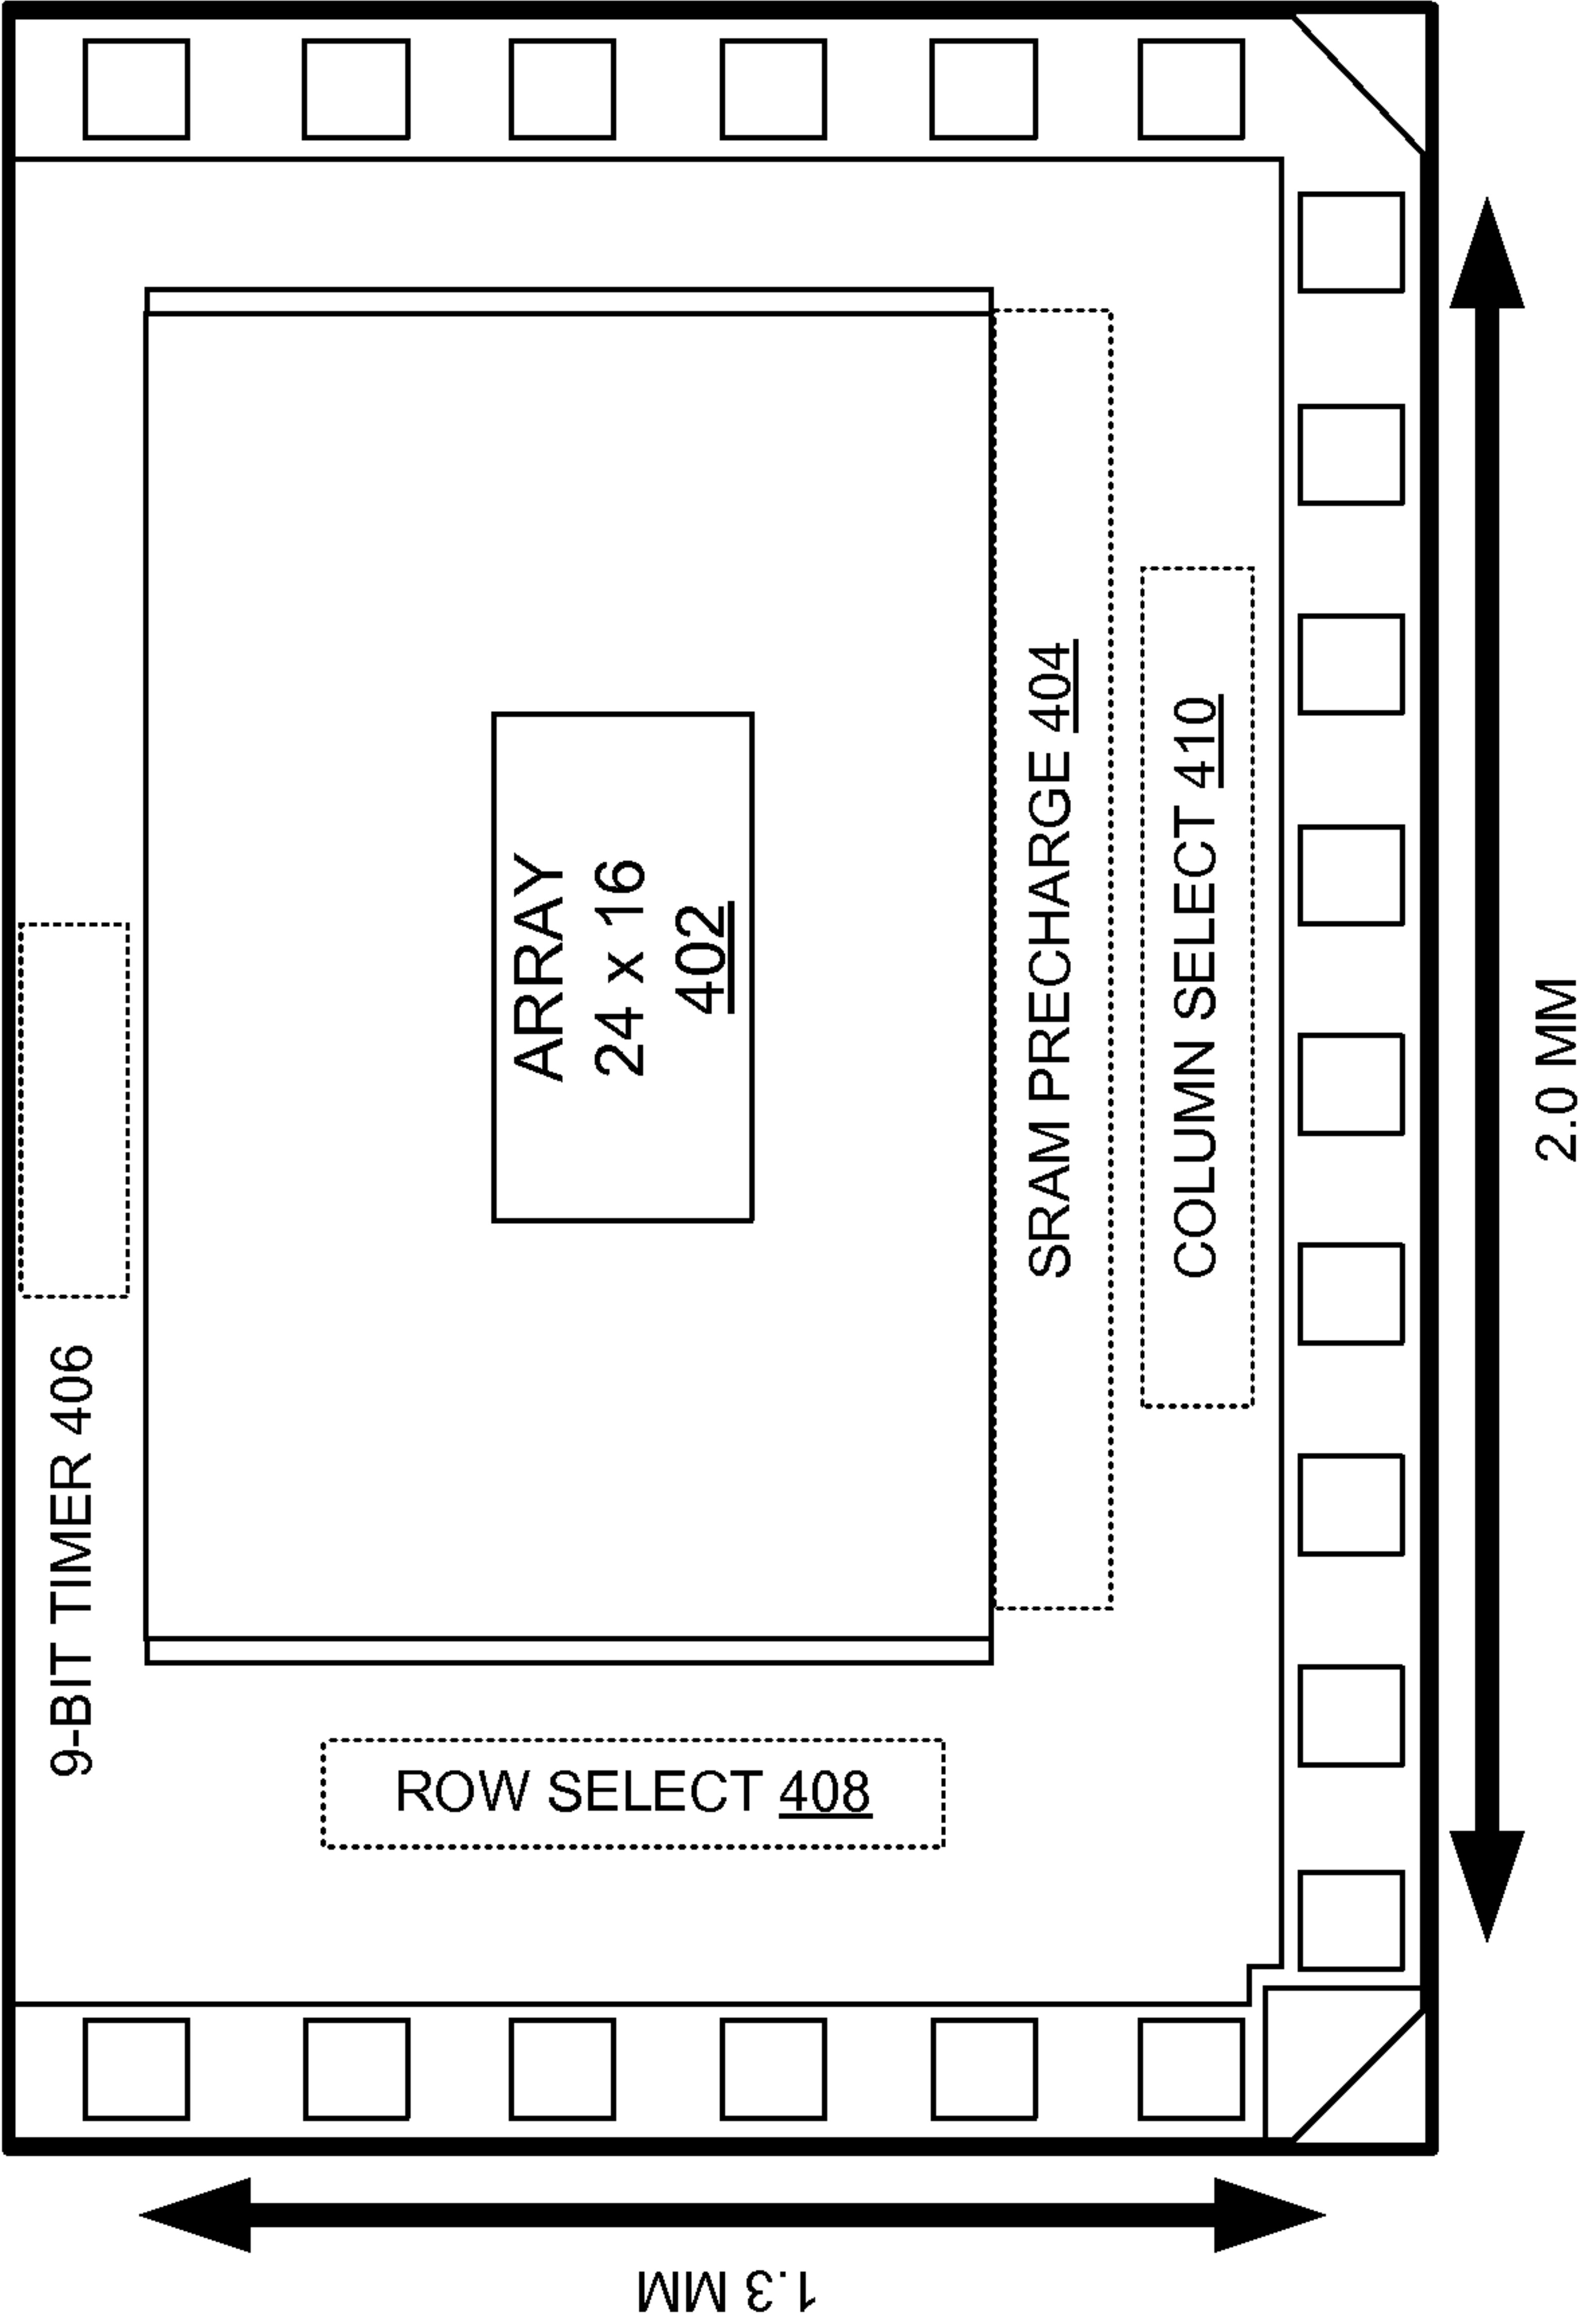 9-BIT TIMER 406
ARRAY
24 x 16
402
SRAM PRECHARGE 404
COLUMN SELECT 410
ROW SELECT 408
2.0 MM
1.3 MM